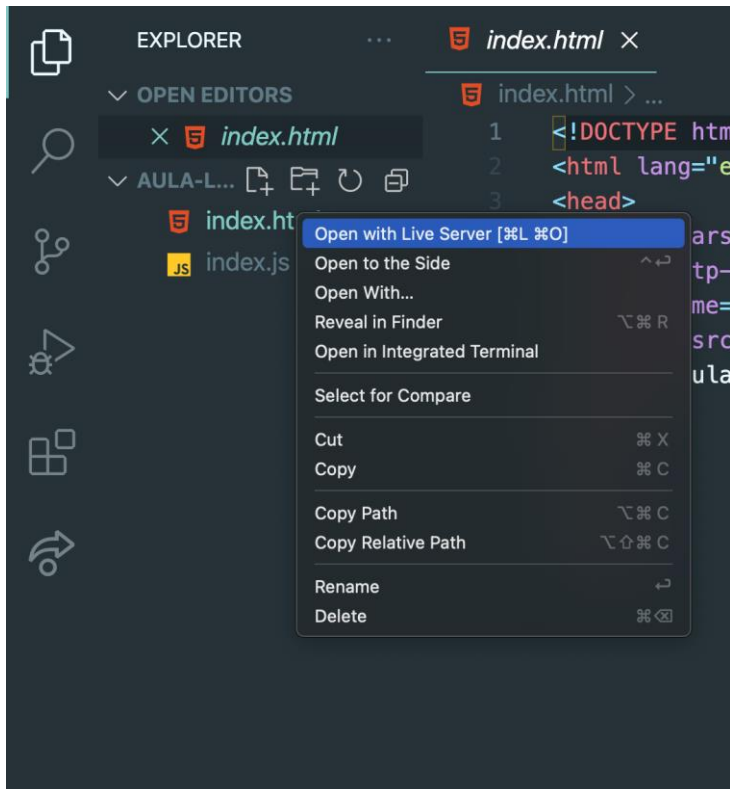 EXPLORER ...
index.html
OPEN EDITORS
index.html
AULA-L...
index.ht
JS index.js
index.html > ...
1 <!DOCTYPE htm
2 <html lang="e
3 <head>
ars
tp-
me=
src
ula
Open with Live Server [⌘L ⌘O]
Open to the Side ^⏎
Open With...
Reveal in Finder ⌥⌘ R
Open in Integrated Terminal
Select for Compare
Cut ⌘ X
Copy ⌘ C
Copy Path ⌥⌘ C
Copy Relative Path ⌥⇧⌘ C
Rename ⏎
Delete ⌘⌫